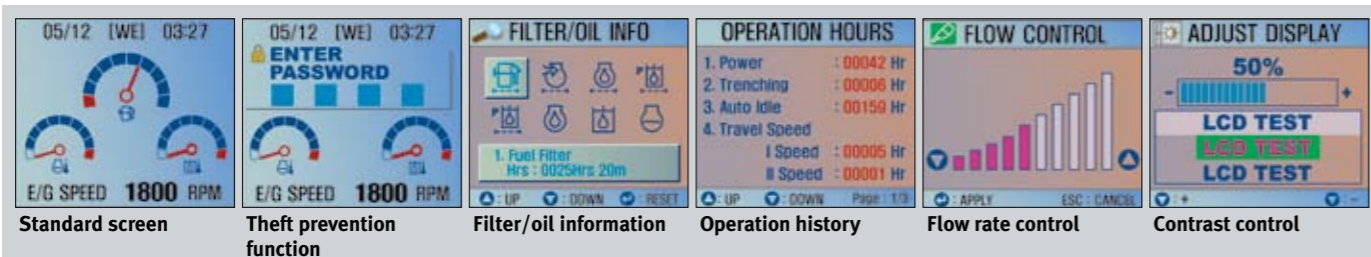 05/12 [WE] 03:27
E/G SPEED 1800 RPM
Standard screen
05/12 [WE] 03:27
ENTER
PASSWORD
E/G SPEED 1800 RPM
Theft prevention
function
FILTER/OIL INFO
1. Fuel Filter
Hrs : 0025Hrs 20m
: UP : DOWN : RESET
Filter/oil information
OPERATION HOURS
1. Power : 00042 Hr
2. Trenching : 00006 Hr
3. Auto Idle : 00159 Hr
4. Travel Speed
I Speed : 00005 Hr
II Speed : 00001 Hr
: UP : DOWN Page : 1/3
Operation history
FLOW CONTROL
: APPLY ESC : CANCEL
Flow rate control
ADJUST DISPLAY
50%
- +
LCD TEST
LCD TEST
LCD TEST
: + : -
Contrast control